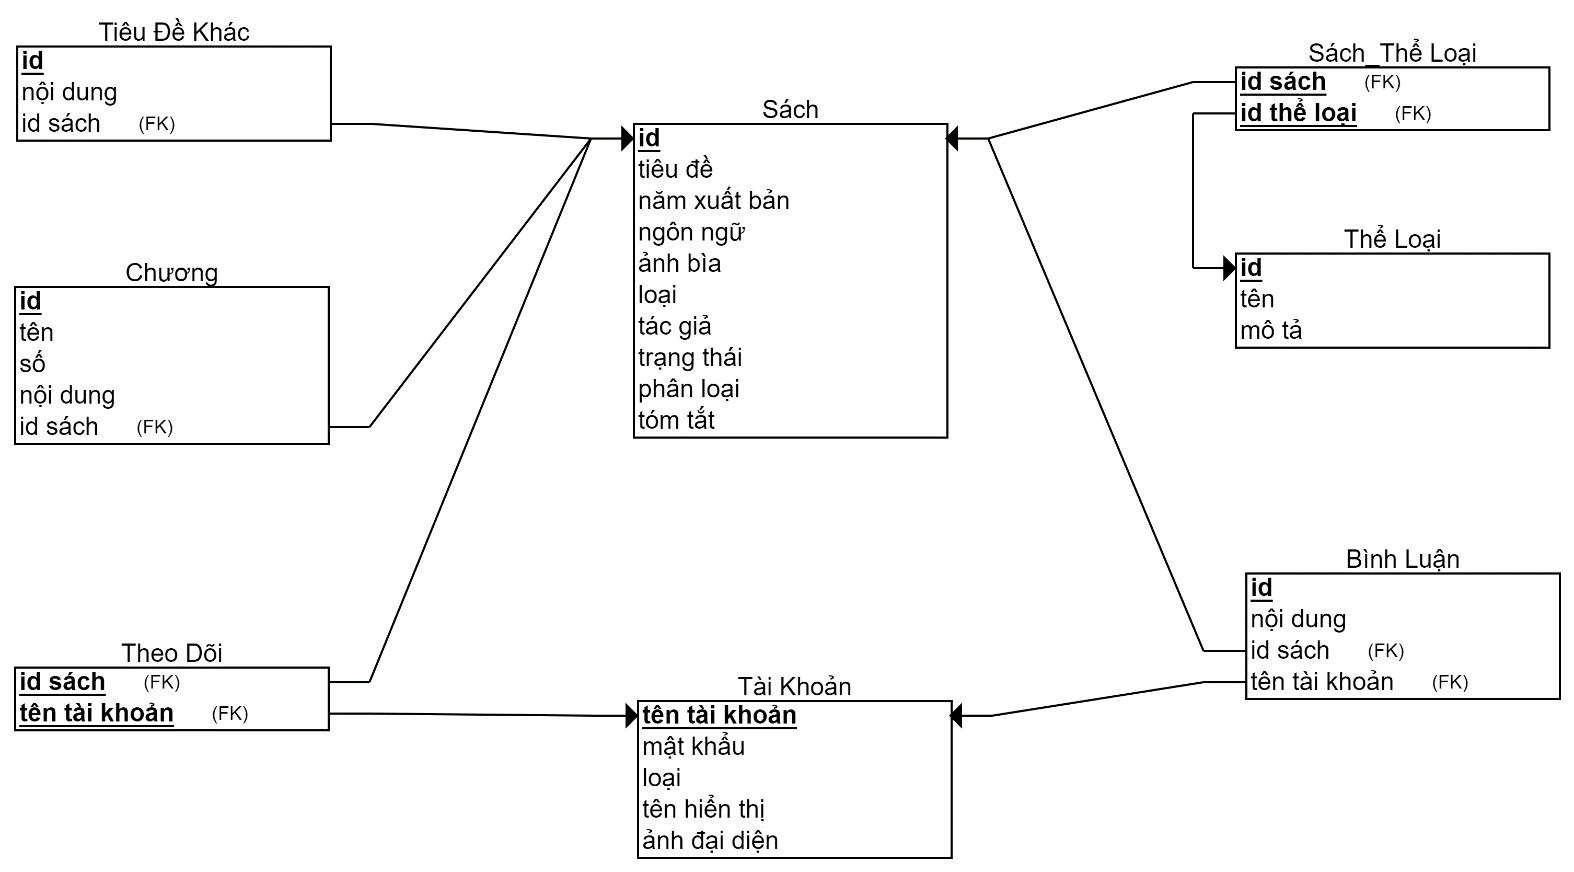 Tiêu Đề Khác
id
nội dung
id sách (FK)
Chương
id
tên
số
nội dung
id sách (FK)
Theo Dõi
id sách (FK)
tên tài khoản (FK)
Sách
id
tiêu đề
năm xuất bản
ngôn ngữ
ảnh bìa
loại
tác giả
trạng thái
phân loại
tóm tắt
Tài Khoản
tên tài khoản
mật khẩu
loại
tên hiển thị
ảnh đại diện
Sách_Thể Loại
id sách (FK)
id thể loại (FK)
Thể Loại
id
tên
mô tả
Bình Luận
id
nội dung
id sách (FK)
tên tài khoản (FK)